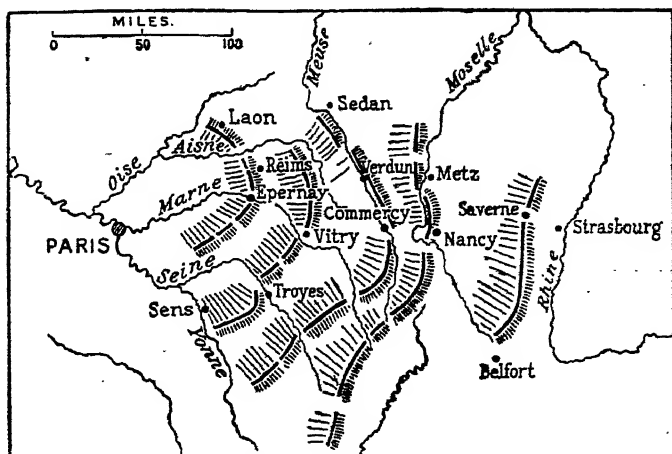 MILES.
0 50 100
Meuse
Moselle
Sedan
Laon
Aisne
Oise
Reims
Verdun
Metz
Marne
Epernay
Saverne
Commercy
Strasbourg
PARIS
Vitry
Nancy
Seine
Rhine
Sens
Troyes
Yonne
Belfort